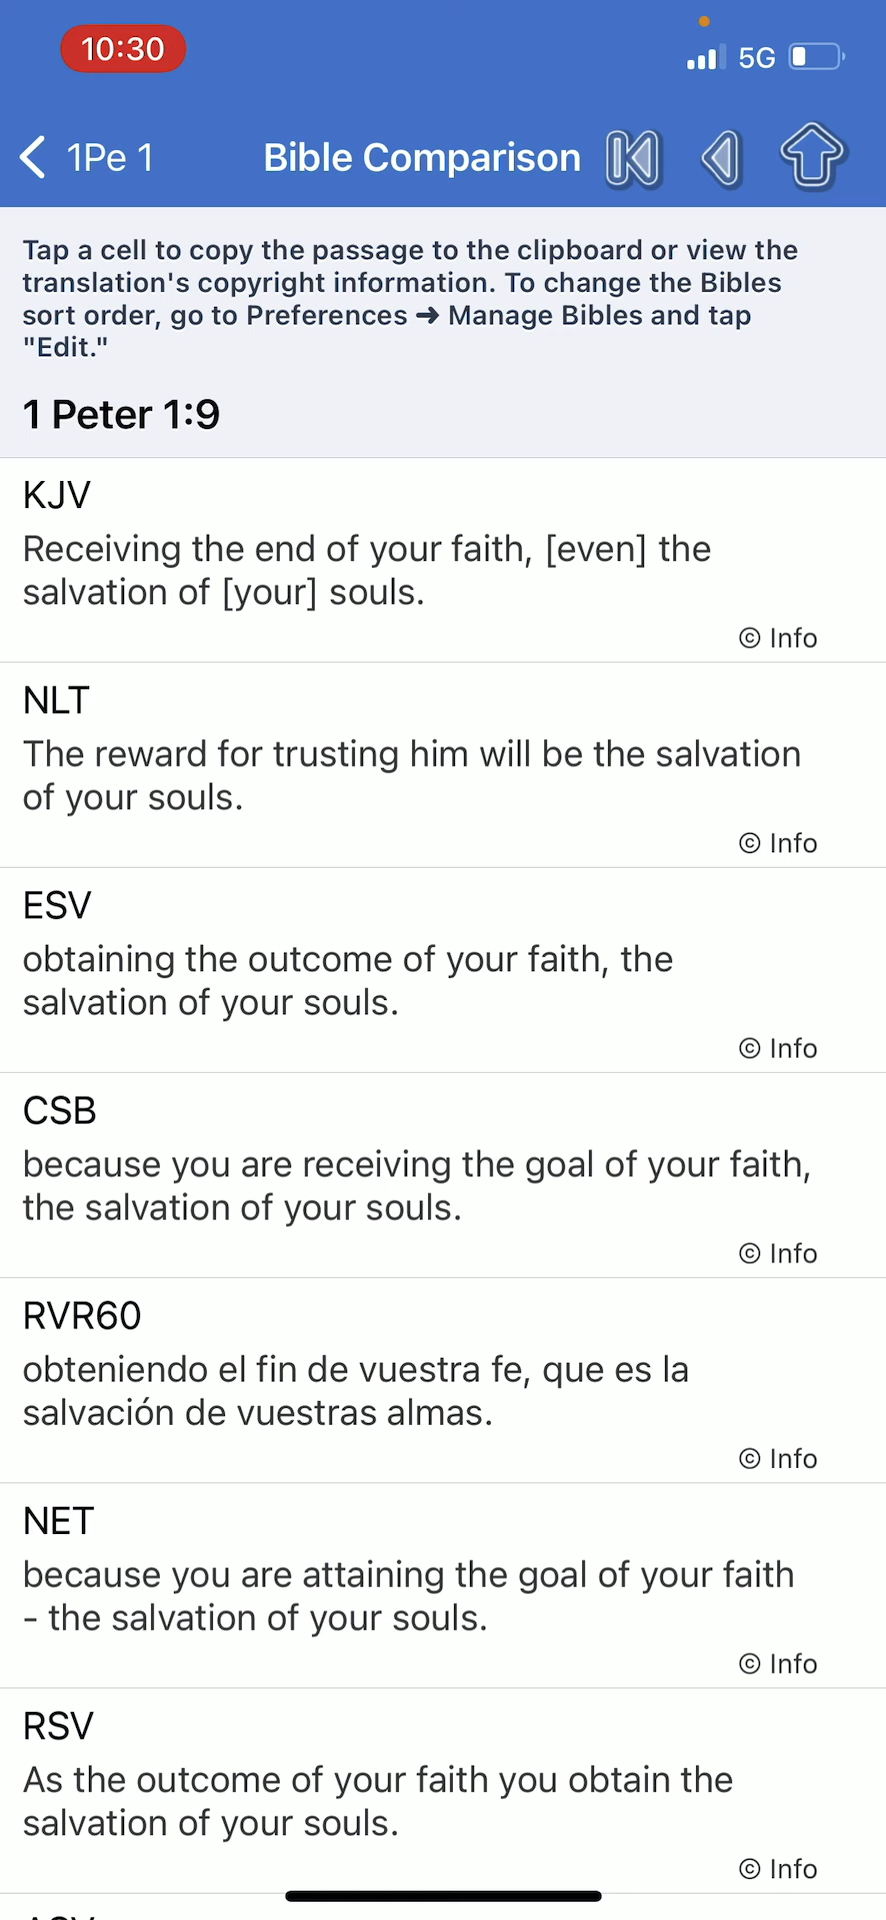 10:30
5G
1Pe 1
Bible Comparison
Tap a cell to copy the passage to the clipboard or view the
translation's copyright information. To change the Bibles
sort order, go to Preferences ➜ Manage Bibles and tap
"Edit."
1 Peter 1:9
KJV
Receiving the end of your faith, [even] the
salvation of [your] souls.
© Info
NLT
The reward for trusting him will be the salvation
of your souls.
© Info
ESV
obtaining the outcome of your faith, the
salvation of your souls.
© Info
CSB
because you are receiving the goal of your faith,
the salvation of your souls.
© Info
RVR60
obteniendo el fin de vuestra fe, que es la
salvación de vuestras almas.
© Info
NET
because you are attaining the goal of your faith
- the salvation of your souls.
© Info
RSV
As the outcome of your faith you obtain the
salvation of your souls.
© Info